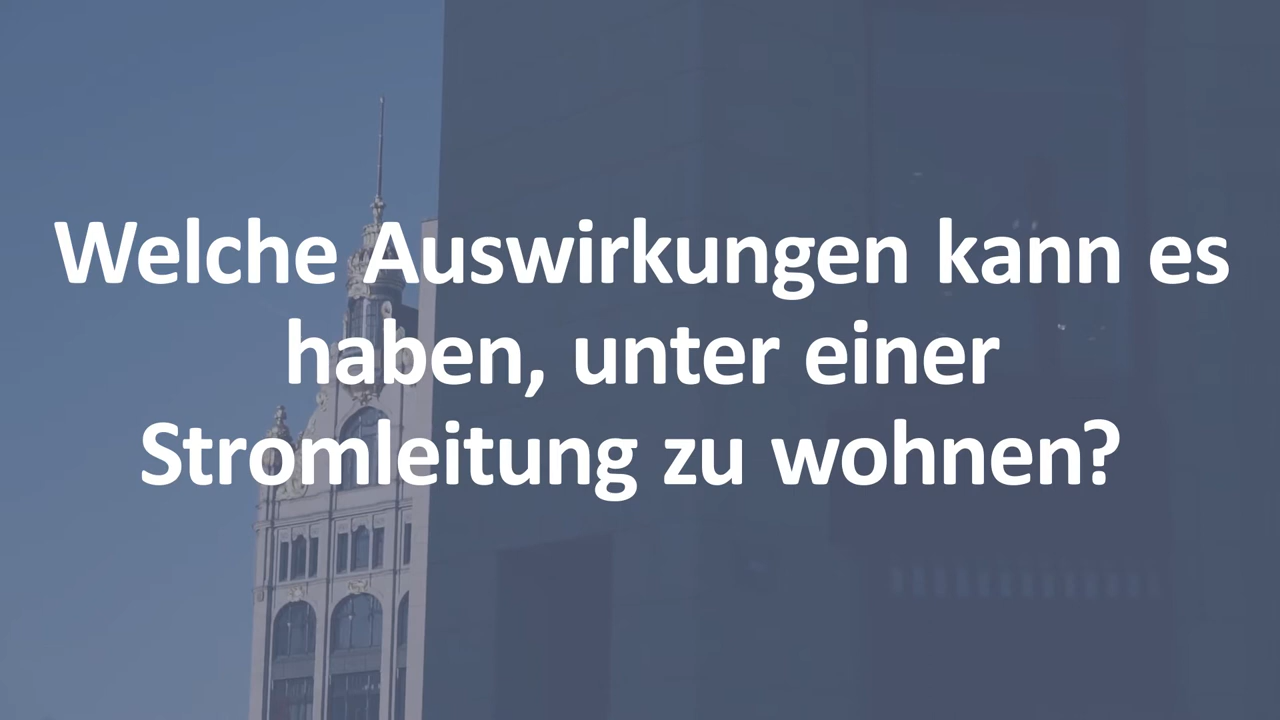 Welche Auswirkungen kann es
haben, unter einer
Stromleitung zu wohnen?